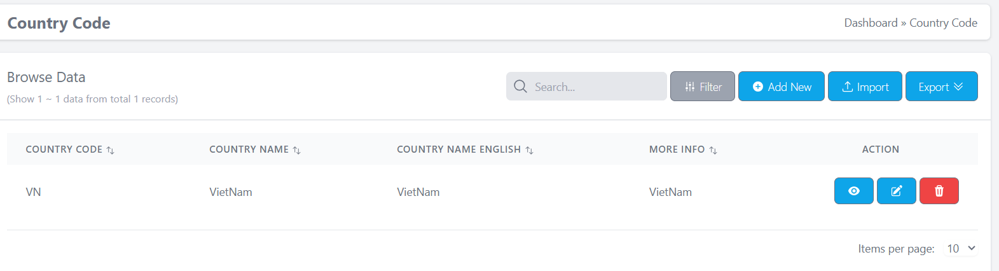 Country Code
Dashboard » Country Code
Browse Data
(Show 1 ~ 1 data from total 1 records)
Search...
Filter
Add New
Import
Export
COUNTRY CODE
COUNTRY NAME
COUNTRY NAME ENGLISH
MORE INFO
ACTION
VN
VietNam
VietNam
VietNam
Items per page: 10